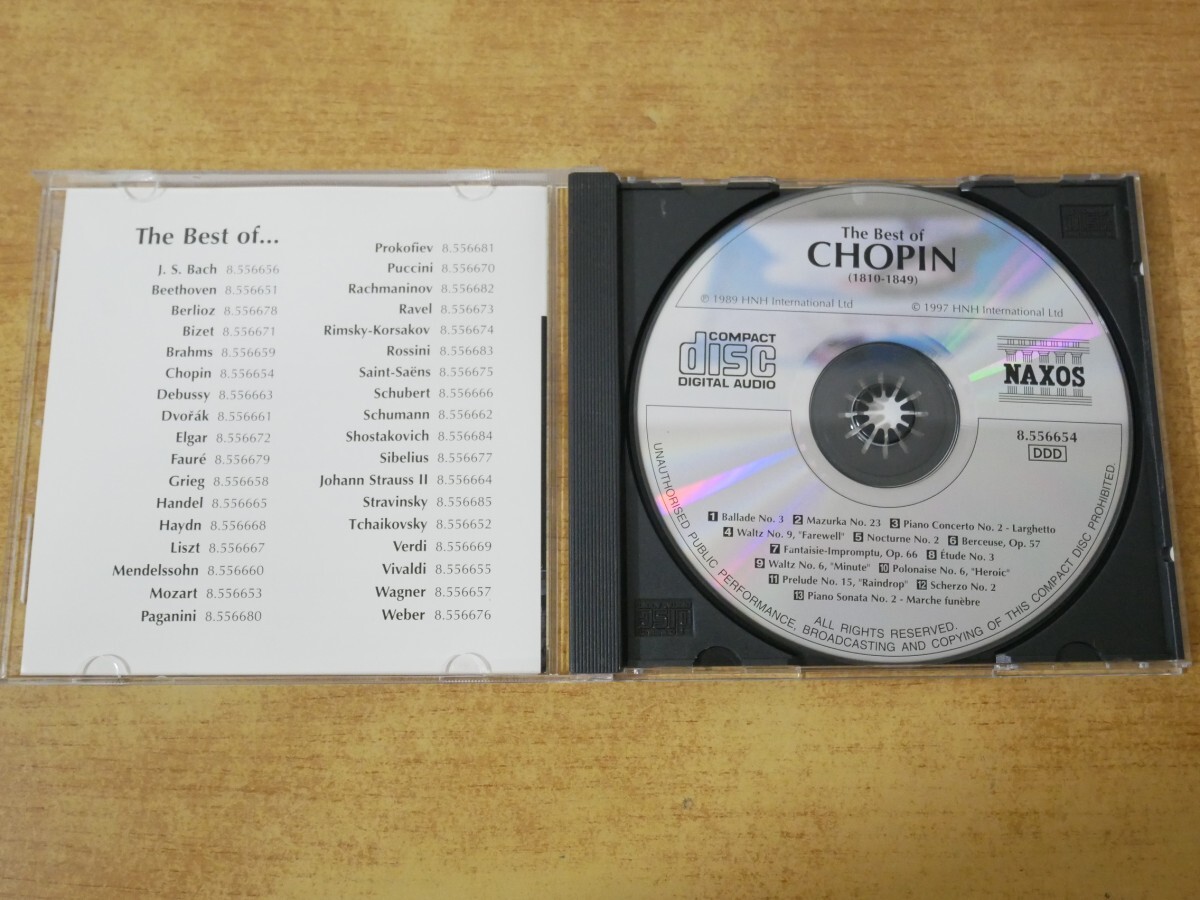 The Best of...
J. S. Bach 8.556656
Beethoven 8.556651
Berlioz 8.556678
Bizet 8.556671
Brahms 8.556659
Chopin 8.556654
Debussy 8.556663
Dvořák 8.556661
Elgar 8.556672
Fauré 8.556679
Grieg 8.556658
Handel 8.556665
Haydn 8.556668
Liszt 8.556667
Mendelssohn 8.556660
Mozart 8.556653
Paganini 8.556680
Prokofiev 8.556681
Puccini 8.556670
Rachmaninov 8.556682
Ravel 8.556673
Rimsky-Korsakov 8.556674
Rossini 8.556683
Saint-Saëns 8.556675
Schubert 8.556666
Schumann 8.556662
Shostakovich 8.556684
Sibelius 8.556677
Johann Strauss II 8.556664
Stravinsky 8.556685
Tchaikovsky 8.556652
Verdi 8.556669
Vivaldi 8.556655
Wagner 8.556657
Weber 8.556676
The Best of
CHOPIN
(1810-1849)
℗ 1989 HNH International Ltd © 1997 HNH International Ltd
COMPACT
disc
DIGITAL AUDIO
NAXOS
8.556654
DDD
1 Ballade No. 3 2 Mazurka No. 23 3 Piano Concerto No. 2 - Larghetto
4 Waltz No. 9, "Farewell" 5 Nocturne No. 2 6 Berceuse, Op. 57
7 Fantaisie-Impromptu, Op. 66 8 Étude No. 3
9 Waltz No. 6, "Minute" 10 Polonaise No. 6, "Heroic"
11 Prelude No. 15, "Raindrop" 12 Scherzo No. 2
13 Piano Sonata No. 2 - Marche funèbre
ALL RIGHTS RESERVED.
UNAUTHORISED PUBLIC PERFORMANCE, BROADCASTING AND COPYING OF THIS COMPACT DISC PROHIBITED.